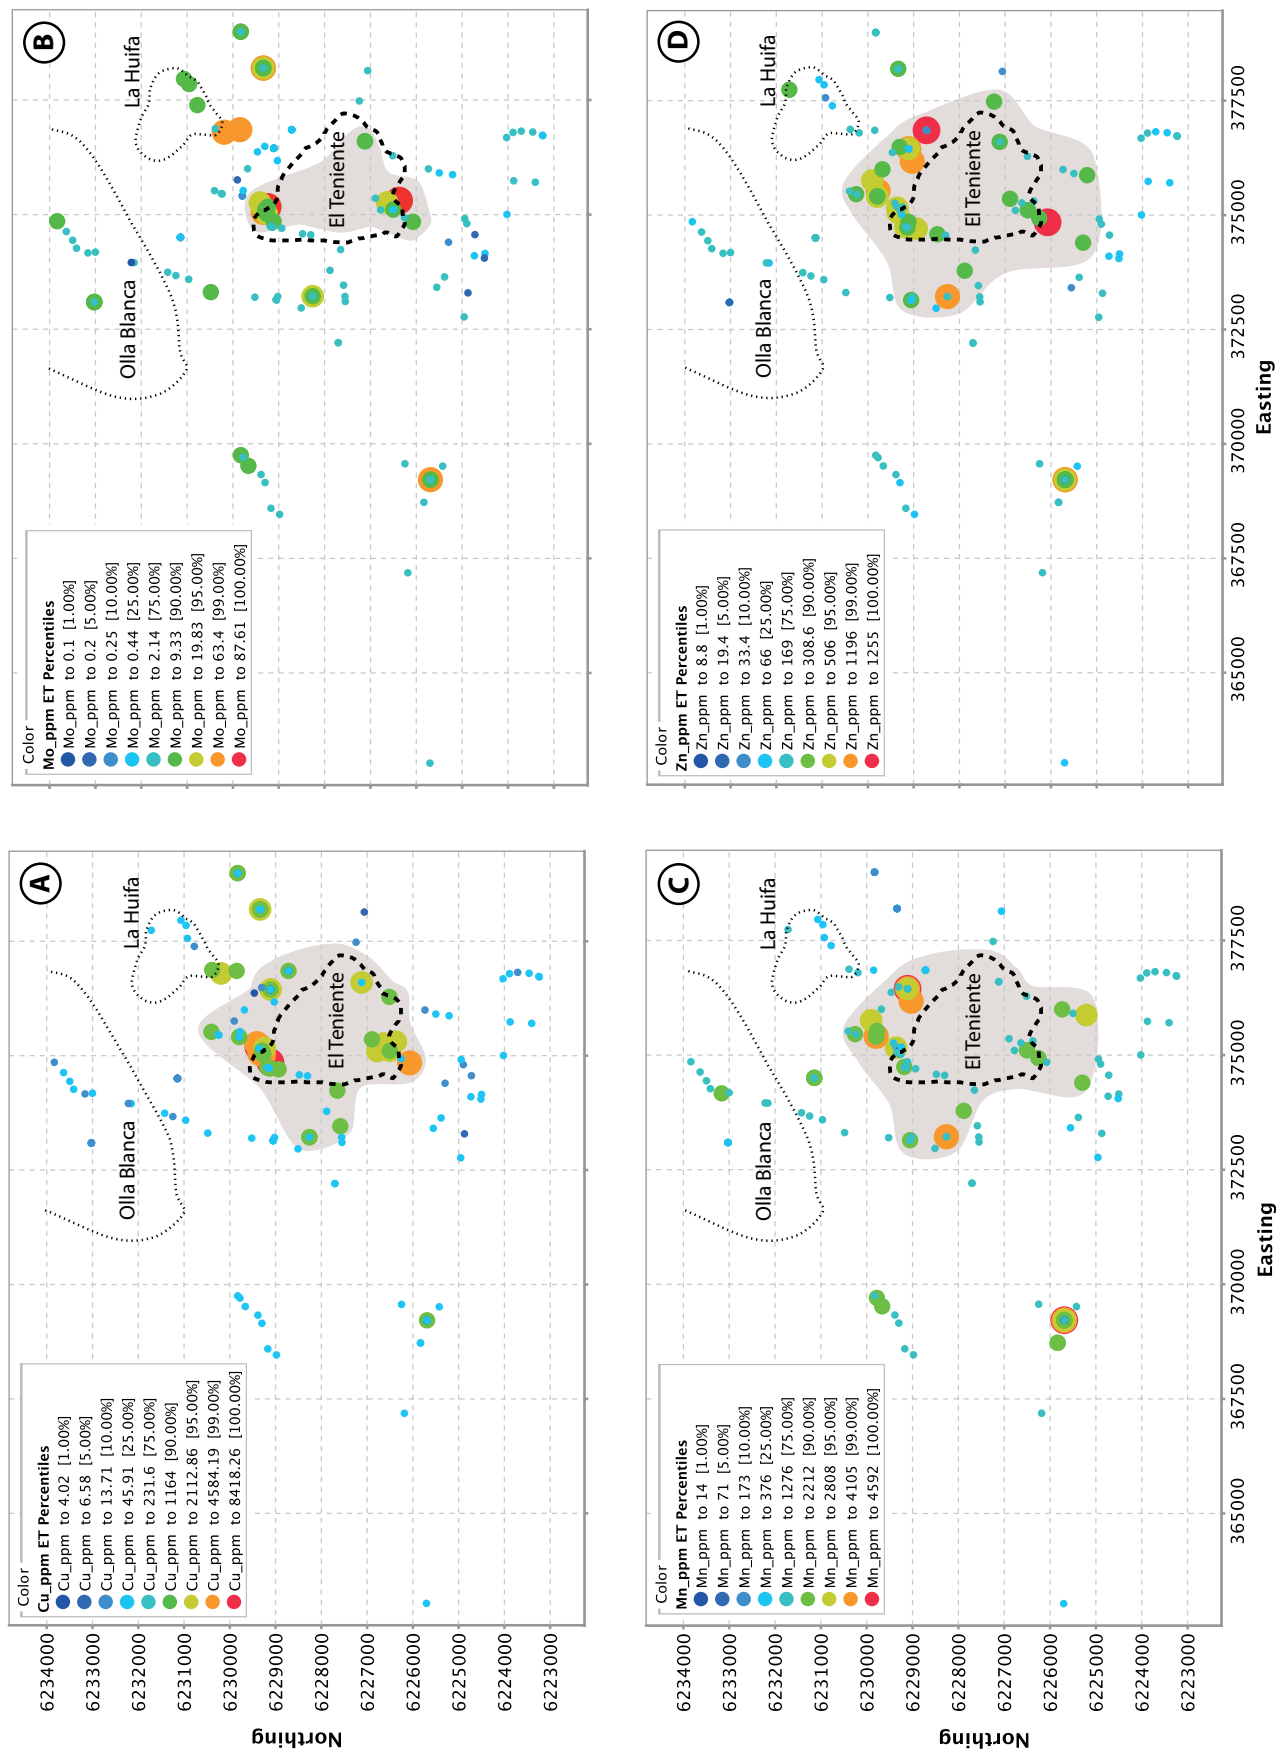 A
Color
Cu_ppm ET Percentiles
Cu_ppm to 4.02 [1.00%]
Cu_ppm to 6.58 [5.00%]
Cu_ppm to 13.71 [10.00%]
Cu_ppm to 45.91 [25.00%]
Cu_ppm to 231.6 [75.00%]
Cu_ppm to 1164 [90.00%]
Cu_ppm to 2112.86 [95.00%]
Cu_ppm to 4584.19 [99.00%]
Cu_ppm to 8418.26 [100.00%]
Olla Blanca
La Huifa
El Teniente
Northing
6234000
6233000
6232000
6231000
6230000
6229000
6228000
6227000
6226000
6225000
6224000
6223000
B
Color
Mo_ppm ET Percentiles
Mo_ppm to 0.1 [1.00%]
Mo_ppm to 0.2 [5.00%]
Mo_ppm to 0.25 [10.00%]
Mo_ppm to 0.44 [25.00%]
Mo_ppm to 2.14 [75.00%]
Mo_ppm to 9.33 [90.00%]
Mo_ppm to 19.83 [95.00%]
Mo_ppm to 63.4 [99.00%]
Mo_ppm to 87.61 [100.00%]
Olla Blanca
La Huifa
El Teniente
C
Color
Mn_ppm ET Percentiles
Mn_ppm to 14 [1.00%]
Mn_ppm to 71 [5.00%]
Mn_ppm to 173 [10.00%]
Mn_ppm to 376 [25.00%]
Mn_ppm to 1276 [75.00%]
Mn_ppm to 2212 [90.00%]
Mn_ppm to 2808 [95.00%]
Mn_ppm to 4105 [99.00%]
Mn_ppm to 4592 [100.00%]
Olla Blanca
La Huifa
El Teniente
Northing
6234000
6233000
6232000
6231000
6230000
6229000
6228000
6227000
6226000
6225000
6224000
6223000
365000 367500 370000 372500 375000 377500
Easting
D
Color
Zn_ppm ET Percentiles
Zn_ppm to 8.8 [1.00%]
Zn_ppm to 19.4 [5.00%]
Zn_ppm to 33.4 [10.00%]
Zn_ppm to 66 [25.00%]
Zn_ppm to 169 [75.00%]
Zn_ppm to 308.6 [90.00%]
Zn_ppm to 506 [95.00%]
Zn_ppm to 1196 [99.00%]
Zn_ppm to 1255 [100.00%]
Olla Blanca
La Huifa
El Teniente
365000 367500 370000 372500 375000 377500
Easting